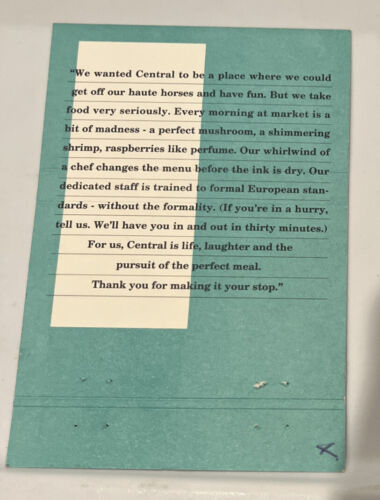 "We wanted Central to be a place where we could
get off our haute horses and have fun. But we take
food very seriously. Every morning at market is a
bit of madness - a perfect mushroom, a shimmering
shrimp, raspberries like perfume. Our whirlwind of
a chef changes the menu before the ink is dry. Our
dedicated staff is trained to formal European stan-
dards - without the formality. (If you're in a hurry,
tell us. We'll have you in and out in thirty minutes.)
For us, Central is life, laughter and the
pursuit of the perfect meal.
Thank you for making it your stop."